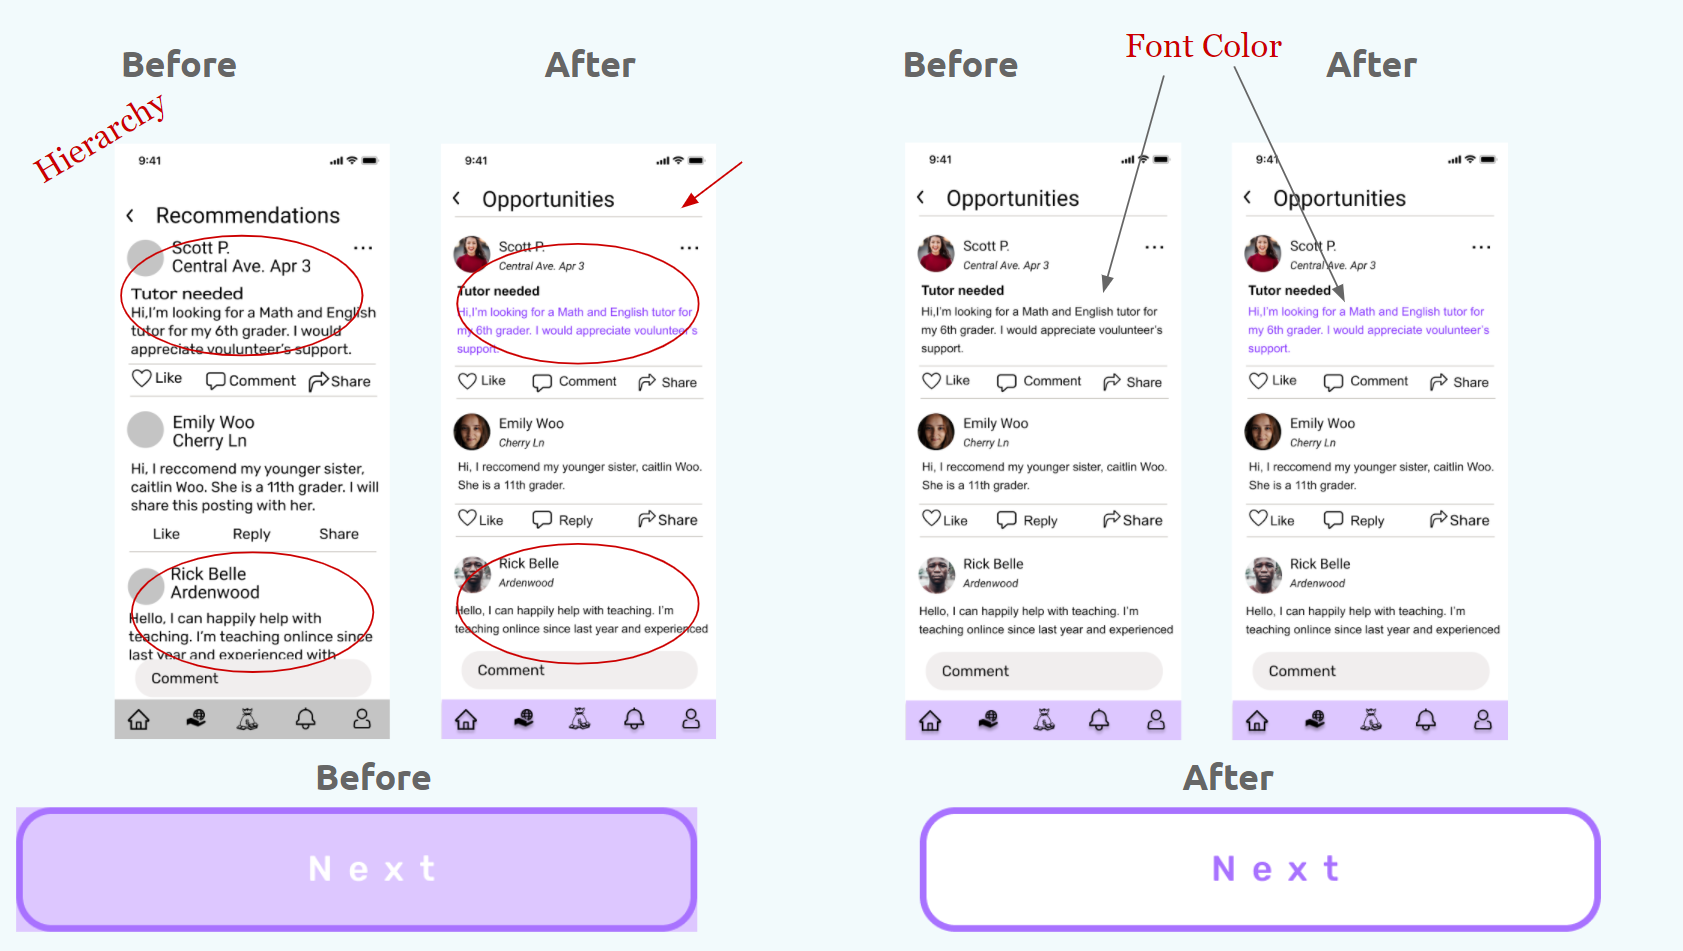 Before
After
Hierarchy
9:41
Recommendations
Scott P.
Central Ave. Apr 3
Tutor needed
Hi,I'm looking for a Math and English
tutor for my 6th grader. I would
appreciate voulunteer's support.
Like
Comment
Share
Emily Woo
Cherry Ln
Hi, I reccomend my younger sister,
caitlin Woo. She is a 11th grader. I will
share this posting with her.
Like
Reply
Share
Rick Belle
Ardenwood
Hello, I can happily help with
teaching. I'm teaching onlince since
last year and experienced with
Comment
9:41
Opportunities
Scott P.
Central Ave. Apr 3
Tutor needed
Hi,I'm looking for a Math and English tutor for
my 6th grader. I would appreciate voulunteer's
support.
Like
Comment
Share
Emily Woo
Cherry Ln
Hi, I reccomend my younger sister, caitlin Woo.
She is a 11th grader.
Like
Reply
Share
Rick Belle
Ardenwood
Hello, I can happily help with teaching. I'm
teaching onlince since last year and experienced
Comment
Before
Font Color
After
9:41
Opportunities
Scott P.
Central Ave. Apr 3
Tutor needed
Hi,I'm looking for a Math and English tutor for
my 6th grader. I would appreciate voulunteer's
support.
Like
Comment
Share
Emily Woo
Cherry Ln
Hi, I reccomend my younger sister, caitlin Woo.
She is a 11th grader.
Like
Reply
Share
Rick Belle
Ardenwood
Hello, I can happily help with teaching. I'm
teaching onlince since last year and experienced
Comment
9:41
Opportunities
Scott P.
Central Ave. Apr 3
Tutor needed
Hi,I'm looking for a Math and English tutor for
my 6th grader. I would appreciate voulunteer's
support.
Like
Comment
Share
Emily Woo
Cherry Ln
Hi, I reccomend my younger sister, caitlin Woo.
She is a 11th grader.
Like
Reply
Share
Rick Belle
Ardenwood
Hello, I can happily help with teaching. I'm
teaching onlince since last year and experienced
Comment
Before
Next
After
Next